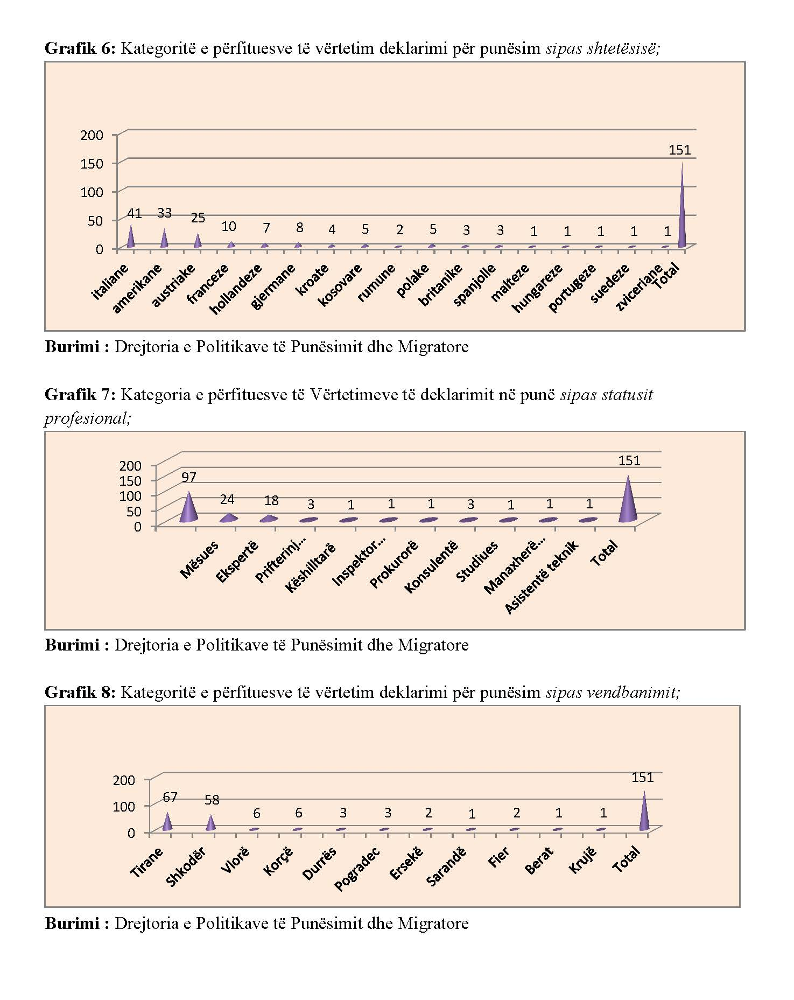 Grafik 6: Kategoritë e përfituesve të vërtetim deklarimi për punësim sipas shtetësisë;
200
150
100
50
0
41 33 25 10 7 8 4 5 2 5 3 3 1 1 1 1 1 151
italiane amerikane austriake franceze hollandeze gjermane kroate kosovare rumune polake britanike spanjolle malteze hungareze portugeze suedeze zviceriane Total
Burimi : Drejtoria e Politikave të Punësimit dhe Migratore
Grafik 7: Kategoria e përfituesve të Vërtetimeve të deklarimit në punë sipas statusit
profesional;
200
150
100
50
0
97 24 18 3 1 1 1 3 1 1 1 151
Mësues Ekspertë Prifterinj... Këshilltarë Inspektor... Prokurorë Konsulentë Studiues Manaxherë... Asistentë teknik Total
Burimi : Drejtoria e Politikave të Punësimit dhe Migratore
Grafik 8: Kategoritë e përfituesve të vërtetim deklarimi për punësim sipas vendbanimit;
200
100
0
67 58 6 6 3 3 2 1 2 1 1 151
Tirane Shkodër Vlorë Korçë Durrës Pogradec Ersekë Sarandë Fier Berat Krujë Total
Burimi : Drejtoria e Politikave të Punësimit dhe Migratore